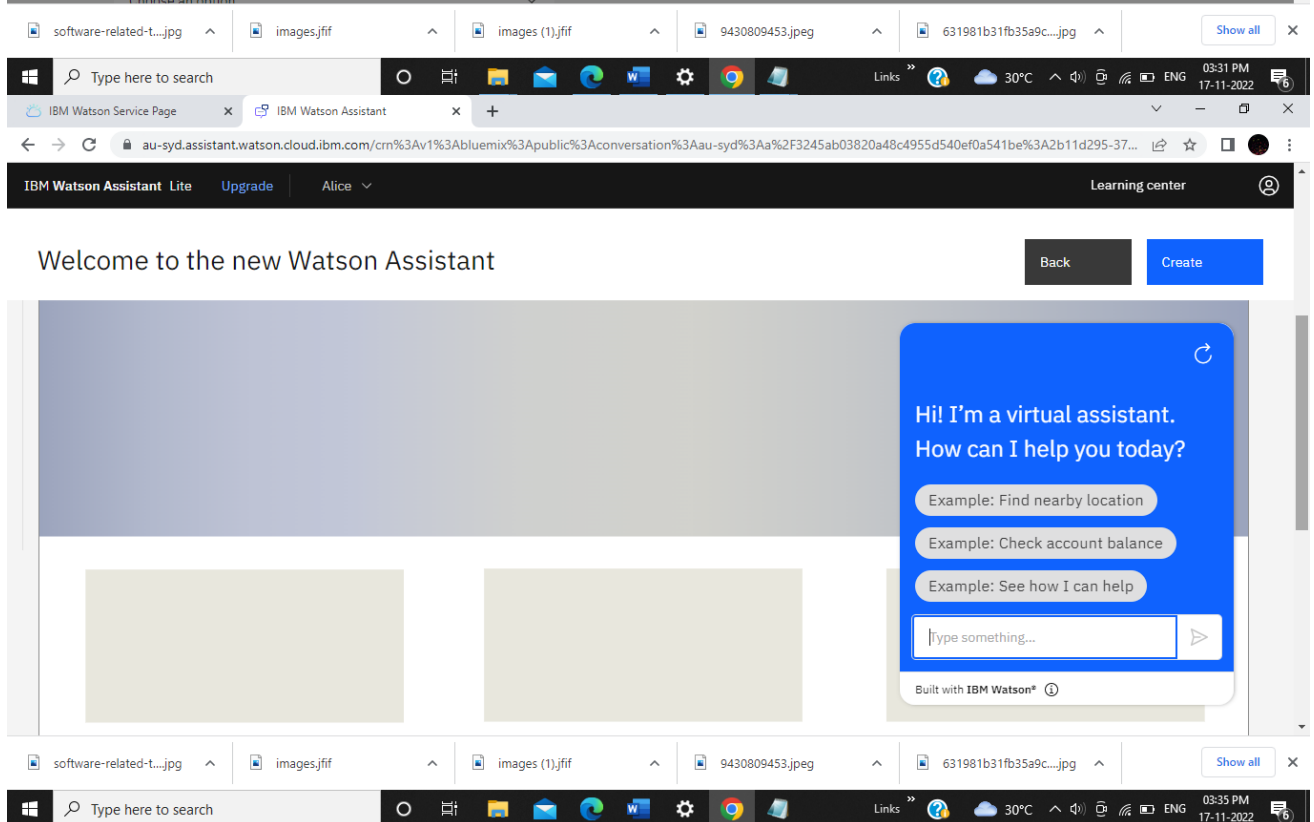 Choose an option
software-related-t....jpg
images.jfif
images (1).jfif
9430809453.jpeg
631981b31fb35a9c....jpg
Show all
Type here to search
Links
30°C
ENG
03:31 PM
17-11-2022
6
IBM Watson Service Page
IBM Watson Assistant
au-syd.assistant.watson.cloud.ibm.com/crn%3Av1%3Abluemix%3Apublic%3Aconversation%3Aau-syd%3Aa%2F3245ab03820a48c4955d540ef0a541be%3A2b11d295-37...
IBM Watson Assistant Lite
Upgrade
Alice
Learning center
Welcome to the new Watson Assistant
Back
Create
Hi! I'm a virtual assistant.
How can I help you today?
Example: Find nearby location
Example: Check account balance
Example: See how I can help
Type something...
Built with IBM Watson®
software-related-t....jpg
images.jfif
images (1).jfif
9430809453.jpeg
631981b31fb35a9c....jpg
Show all
Type here to search
Links
30°C
ENG
03:35 PM
17-11-2022
6